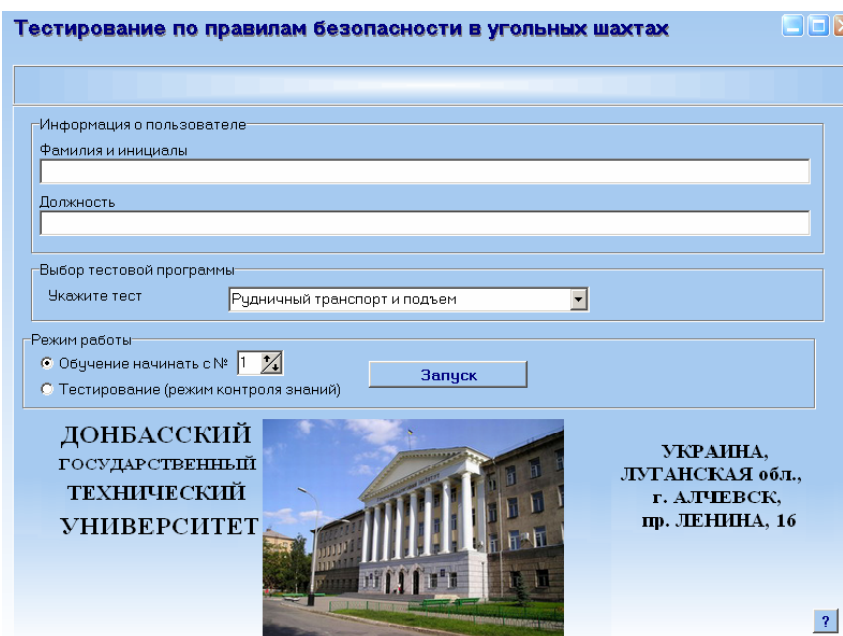 Тестирование по правилам безопасности в угольных шахтах
Информация о пользователе
Фамилия и инициалы
Должность
Выбор тестовой программы
Укажите тест
Рудничный транспорт и подъем
Режим работы
Обучение начинать с № 1
Тестирование (режим контроля знаний)
Запуск
ДОНБАССКИЙ
ГОСУДАРСТВЕННЫЙ
ТЕХНИЧЕСКИЙ
УНИВЕРСИТЕТ
УКРАИНА,
ЛУГАНСКАЯ обл.,
г. АЛЧЕВСК,
пр. ЛЕНИНА, 16
?